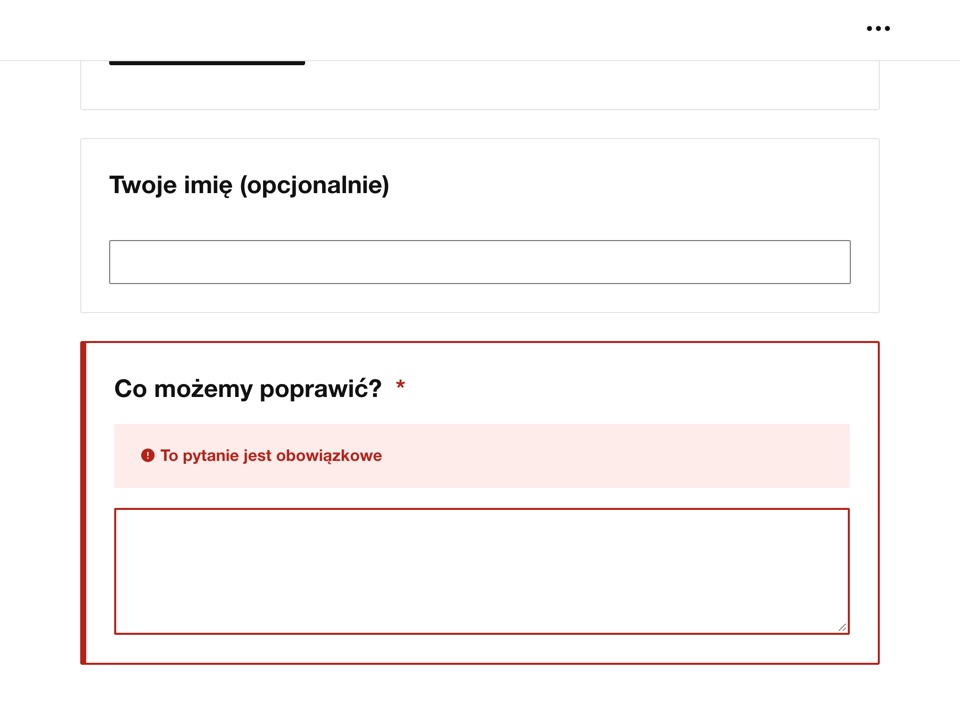 Twoje imię (opcjonalnie)
Co możemy poprawić? *
To pytanie jest obowiązkowe